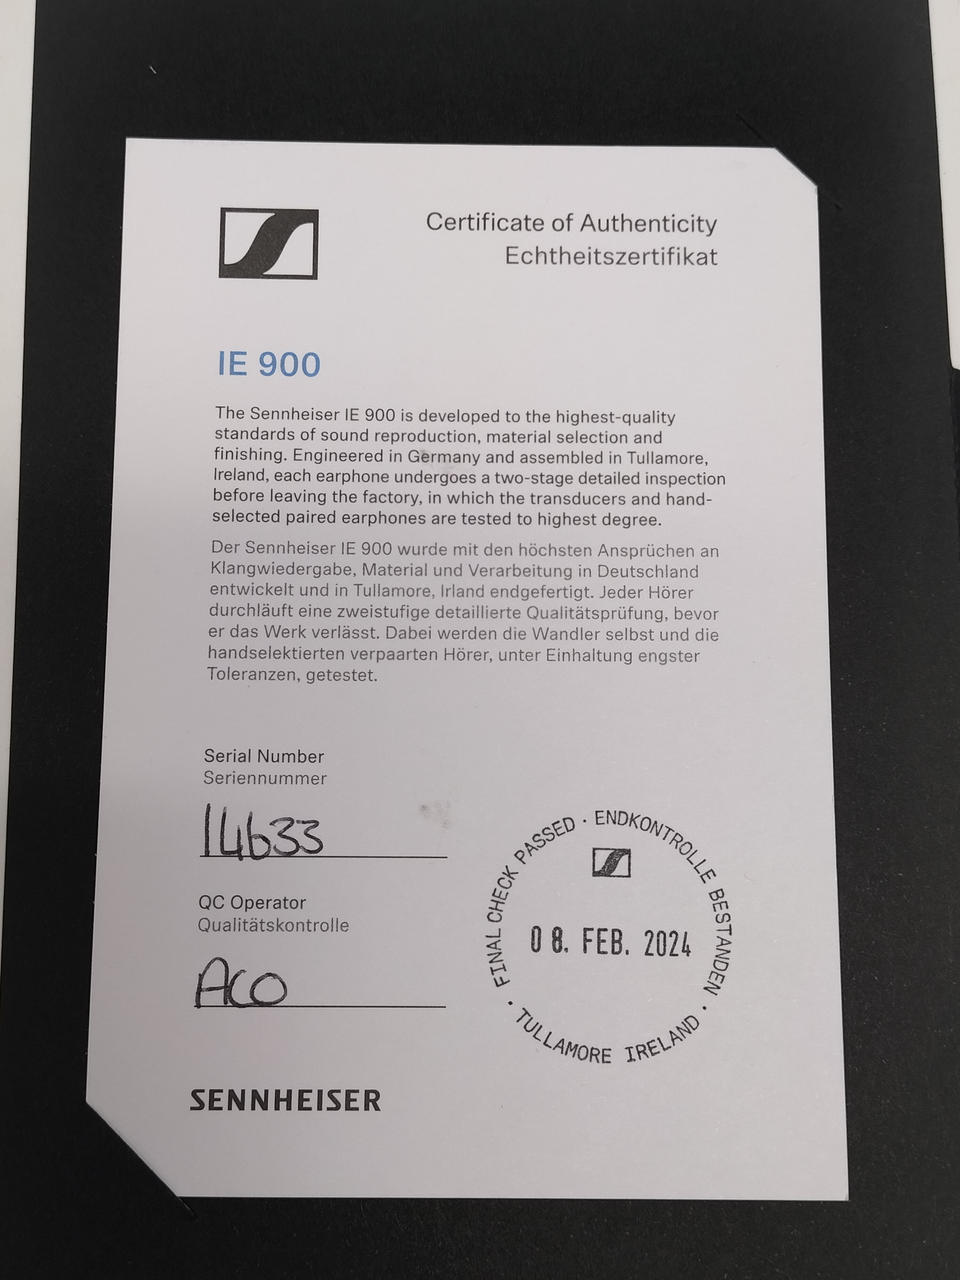 Certificate of Authenticity
Echtheitszertifikat
IE 900
The Sennheiser IE 900 is developed to the highest-quality
standards of sound reproduction, material selection and
finishing. Engineered in Germany and assembled in Tullamore,
Ireland, each earphone undergoes a two-stage detailed inspection
before leaving the factory, in which the transducers and hand-
selected paired earphones are tested to highest degree.
Der Sennheiser IE 900 wurde mit den höchsten Ansprüchen an
Klangwiedergabe, Material und Verarbeitung in Deutschland
entwickelt und in Tullamore, Irland endgefertigt. Jeder Hörer
durchläuft eine zweistufige detaillierte Qualitätsprüfung, bevor
er das Werk verlässt. Dabei werden die Wandler selbst und die
handselektierten verpaarten Hörer, unter Einhaltung engster
Toleranzen, getestet.
Serial Number
Seriennummer
14633
QC Operator
Qualitätskontrolle
ACO
FINAL CHECK PASSED · ENDKONTROLLE BESTANDEN ·
08. FEB. 2024
TULLAMORE IRELAND ·
SENNHEISER